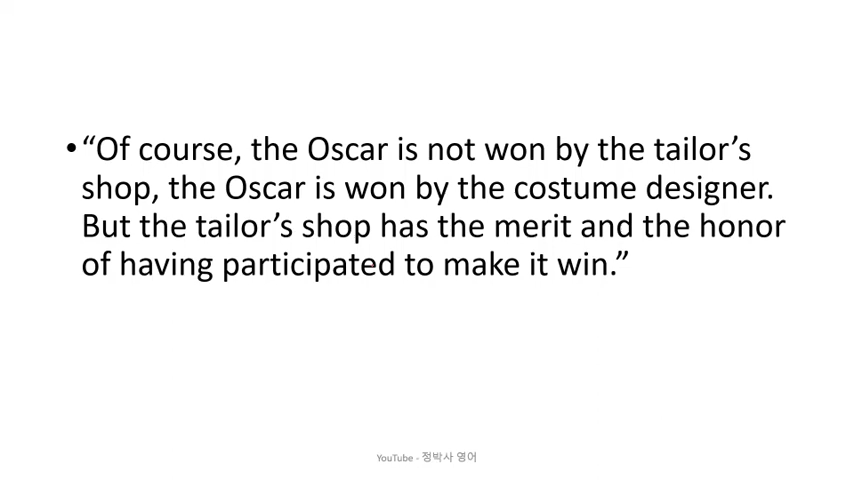 •“Of course, the Oscar is not won by the tailor’s
shop, the Oscar is won by the costume designer.
But the tailor’s shop has the merit and the honor
of having participated to make it win.”
YouTube - 정박사 영어